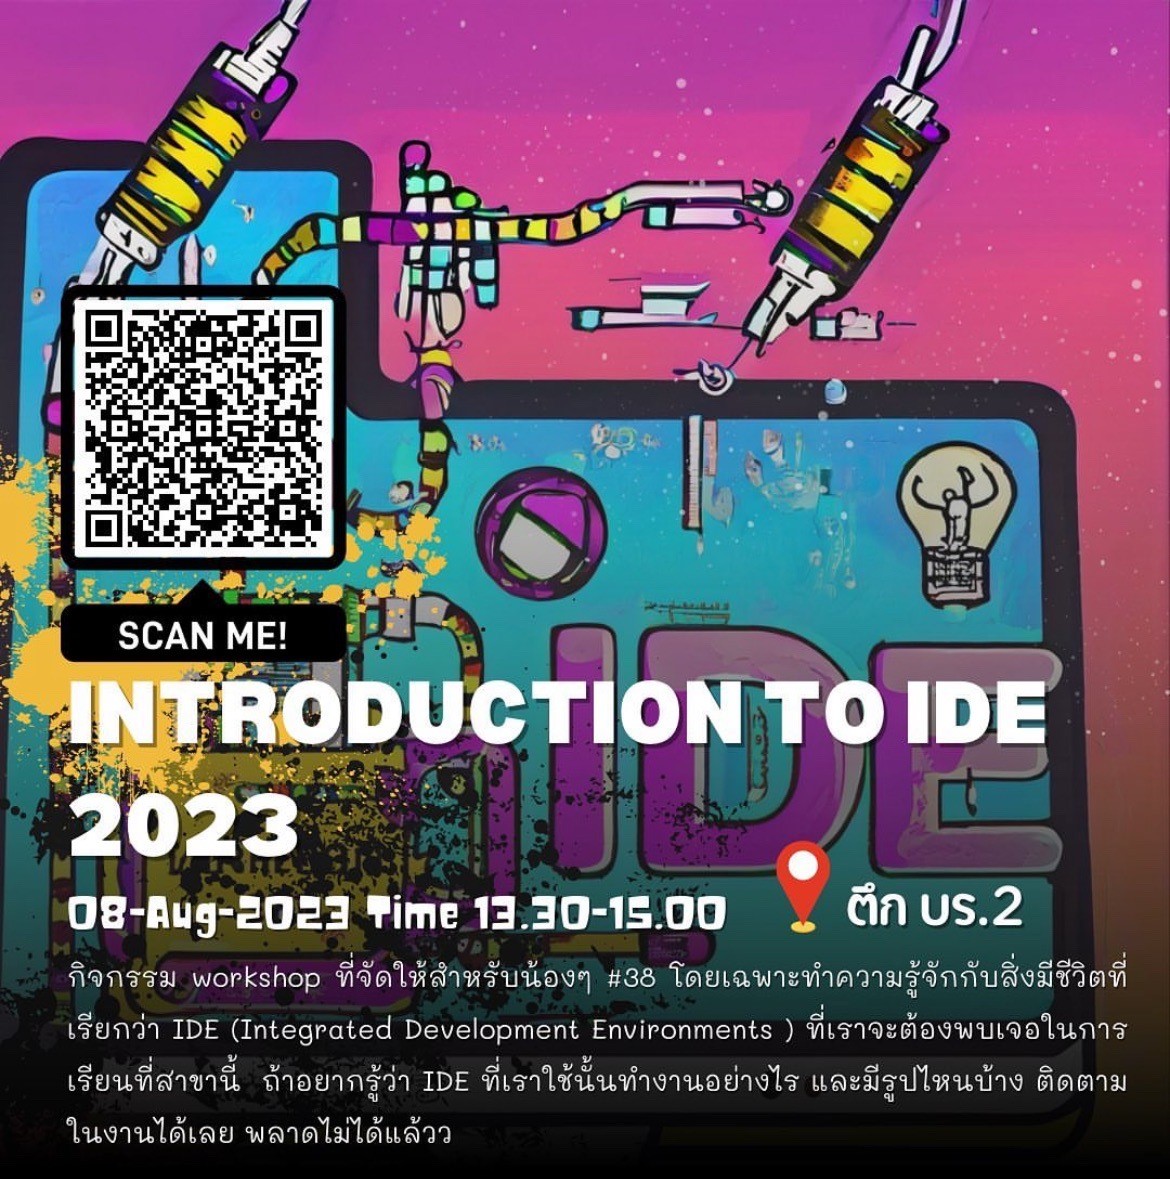 SCAN ME!
IDE
INTRODUCTION TO IDE
2023
08-Aug-2023 Time 13.30-15.00
ตึก บร.2
กิจกรรม workshop ที่จัดให้สำหรับน้องๆ #38 โดยเฉพาะทำความรู้จักกับสิ่งมีชีวิตที่
เรียกว่า IDE (Integrated Development Environments ) ที่เราจะต้องพบเจอในการ
เรียนที่สาขานี้ ถ้าอยากรู้ว่า IDE ที่เราใช้นั้นทำงานอย่างไร และมีรูปไหนบ้าง ติดตาม
ในงานได้เลย พลาดไม่ได้แล้วว